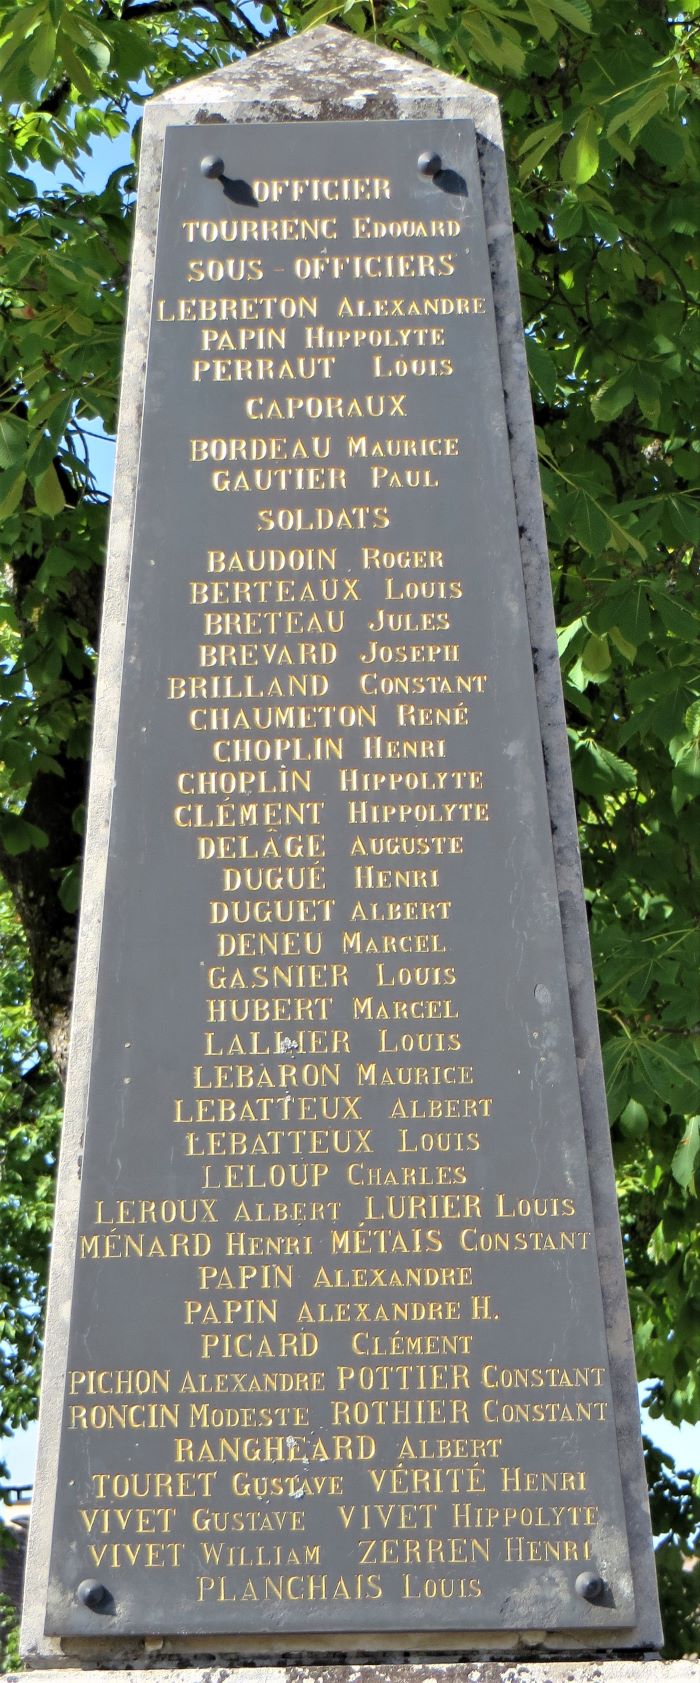 OFFICIER
TOURRENC EDOUARD
SOUS - OFFICIERS
LEBRETON ALEXANDRE
PAPIN HIPPOLYTE
PERRAUT LOUIS
CAPORAUX
BORDEAU MAURICE
GAUTIER PAUL
SOLDATS
BAUDOIN ROGER
BERTEAUX LOUIS
BRETEAU JULES
BREVARD JOSEPH
BRILLAND CONSTANT
CHAUMETON RENÉ
CHOPLIN HENRI
CHOPLIN HIPPOLYTE
CLÉMENT HIPPOLYTE
DELÂGE AUGUSTE
DUGUÉ HENRI
DUGUET ALBERT
DENEU MARCEL
GASNIER LOUIS
HUBERT MARCEL
LALLIER LOUIS
LEBARON MAURICE
LEBATTEUX ALBERT
LEBATTEUX LOUIS
LELOUP CHARLES
LEROUX ALBERT LURIER LOUIS
MÉNARD HENRI MÉTAIS CONSTANT
PAPIN ALEXANDRE
PAPIN ALEXANDRE H.
PICARD CLÉMENT
PICHON ALEXANDRE POTTIER CONSTANT
RONCIN MODESTE ROTHIER CONSTANT
RANGHEARD ALBERT
TOURET GUSTAVE VÉRITÉ HENRI
VIVET GUSTAVE VIVET HIPPOLYTE
VIVET WILLIAM ZERREN HENRI
PLANCHAIS LOUIS